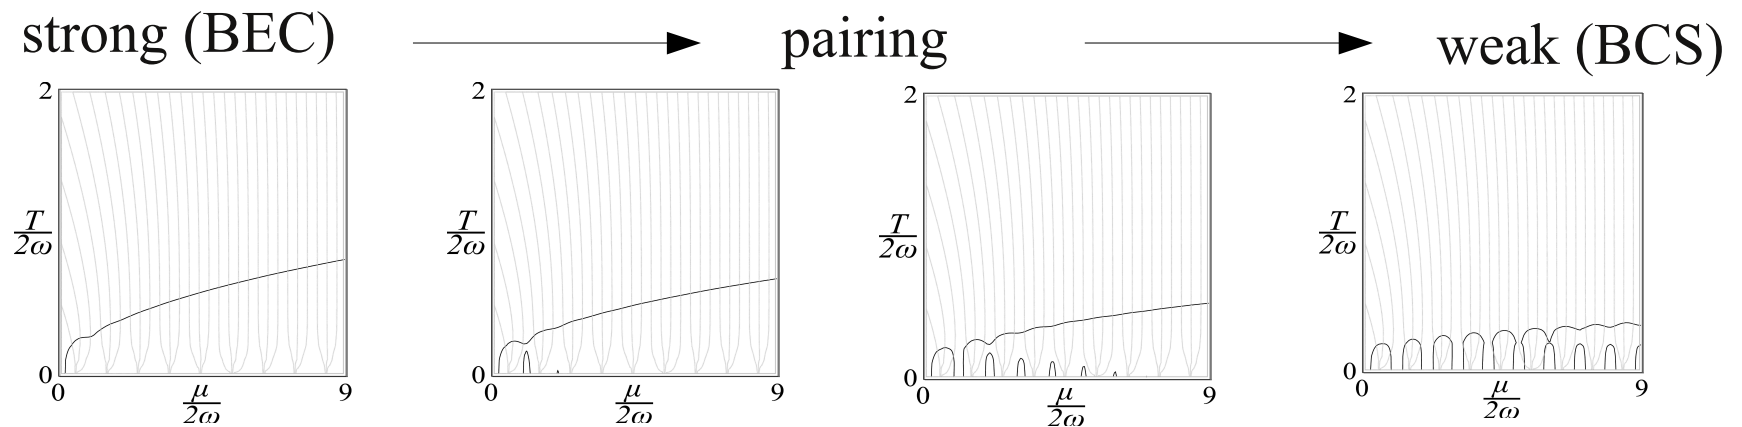 strong (BEC) pairing weak (BCS)
2 2 2 2
T T T T
2ω 2ω 2ω 2ω
0 0 0 0
0 9 0 9 0 9 0 9
μ μ μ μ
2ω 2ω 2ω 2ω